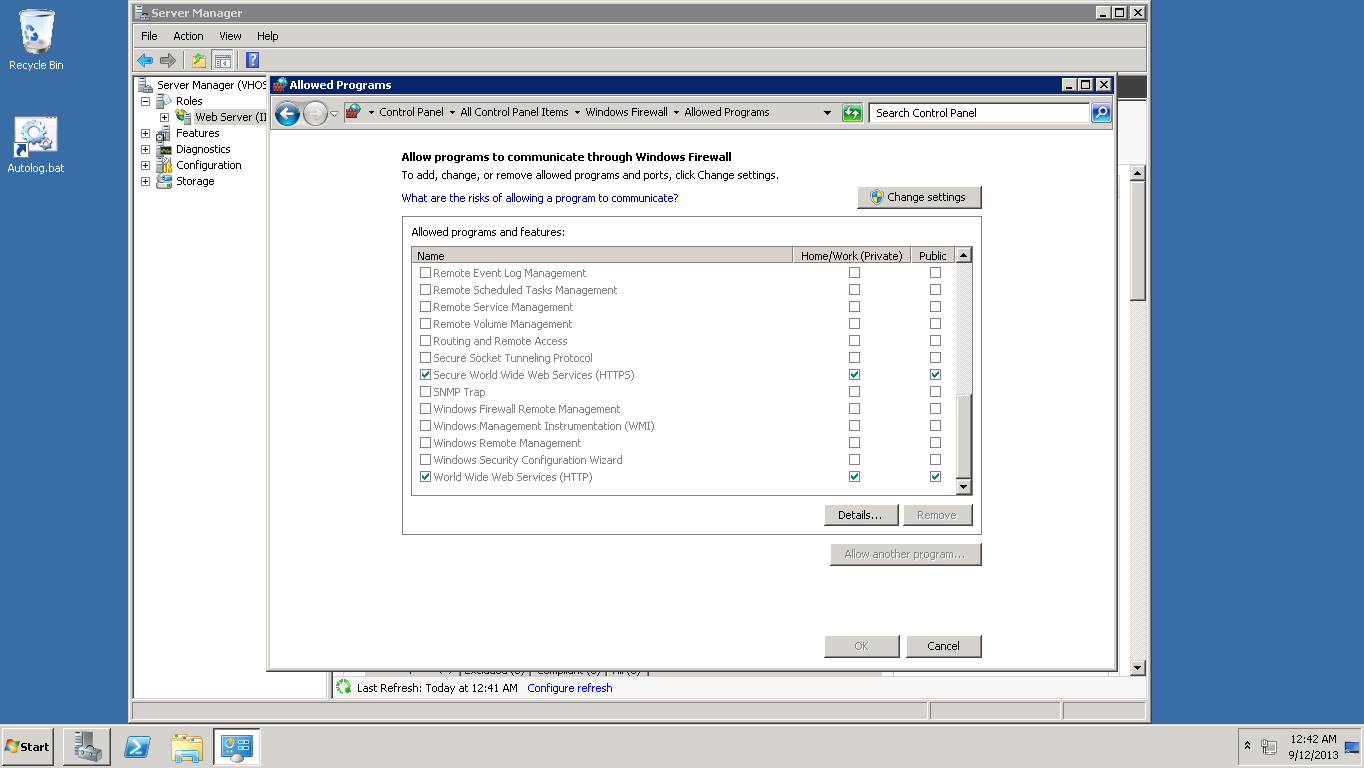 Recycle Bin
Autolog.bat
Server Manager
File Action View Help
Server Manager (VHOS
Roles
Web Server (II
Features
Diagnostics
Configuration
Storage
Allowed Programs
Control Panel All Control Panel Items Windows Firewall Allowed Programs
Search Control Panel
Allow programs to communicate through Windows Firewall
To add, change, or remove allowed programs and ports, click Change settings.
What are the risks of allowing a program to communicate?
Change settings
Allowed programs and features:
Name Home/Work (Private) Public
Remote Event Log Management
Remote Scheduled Tasks Management
Remote Service Management
Remote Volume Management
Routing and Remote Access
Secure Socket Tunneling Protocol
Secure World Wide Web Services (HTTPS)
SNMP Trap
Windows Firewall Remote Management
Windows Management Instrumentation (WMI)
Windows Remote Management
Windows Security Configuration Wizard
World Wide Web Services (HTTP)
Details... Remove
Allow another program...
OK Cancel
Last Refresh: Today at 12:41 AM Configure refresh
Start
12:42 AM
9/12/2013